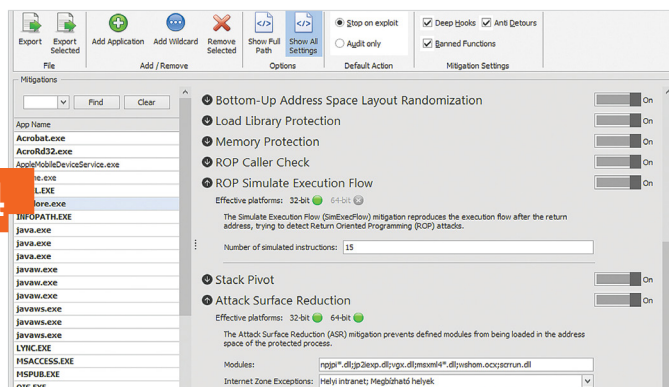 Export
Export Selected
Add Application
Add Wildcard
Remove Selected
Show Full Path
Show All Settings
Stop on exploit
Audit only
Deep Hooks
Anti Detours
Banned Functions
File
Add / Remove
Options
Default Action
Mitigation Settings
Mitigations
Find
Clear
App Name
Acrobat.exe
AcroRd32.exe
AppleMobileDeviceService.exe
me.exe
L.EXE
lore.exe
INFOPATH.EXE
java.exe
java.exe
java.exe
javaw.exe
javaw.exe
javaw.exe
javaws.exe
javaws.exe
javaws.exe
LYNC.EXE
MSACCESS.EXE
MSPUB.EXE
OIS.EXE
Bottom-Up Address Space Layout Randomization
On
Load Library Protection
On
Memory Protection
On
ROP Caller Check
On
ROP Simulate Execution Flow
On
Effective platforms: 32-bit 64-bit
The Simulate Execution Flow (SimExecFlow) mitigation reproduces the execution flow after the return
address, trying to detect Return Oriented Programming (ROP) attacks.
Number of simulated instructions: 15
Stack Pivot
On
Attack Surface Reduction
On
Effective platforms: 32-bit 64-bit
The Attack Surface Reduction (ASR) mitigation prevents defined modules from being loaded in the address
space of the protected process.
Modules: npjpi*.dll;jp2iexp.dll;vgx.dll;msxml4*.dll;wshom.ocx;scrrun.dll
Internet Zone Exceptions: Helyi intranet; Megbízható helyek